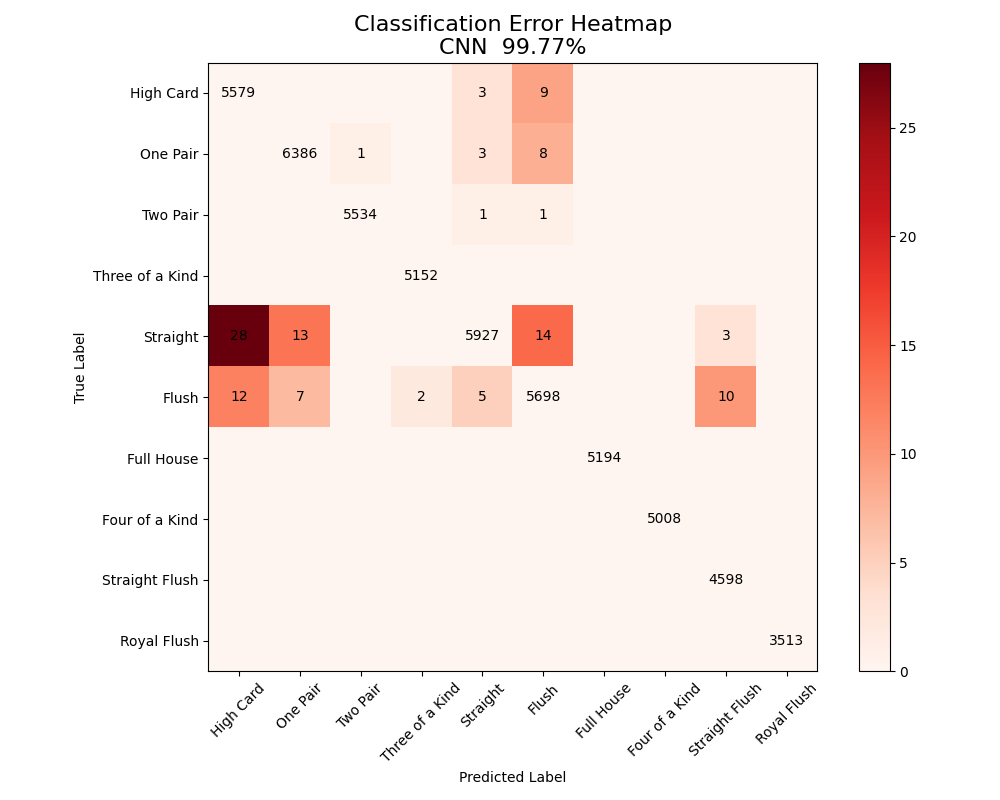 Classification Error Heatmap
CNN 99.77%
High Card 5579 3 9
One Pair 6386 1 3 8
Two Pair 5534 1 1
Three of a Kind 5152
Straight 28 13 5927 14 3
Flush 12 7 2 5 5698 10
Full House 5194
Four of a Kind 5008
Straight Flush 4598
Royal Flush 3513
True Label
High Card
One Pair
Two Pair
Three of a Kind
Straight
Flush
Full House
Four of a Kind
Straight Flush
Royal Flush
Predicted Label
25
20
15
10
5
0